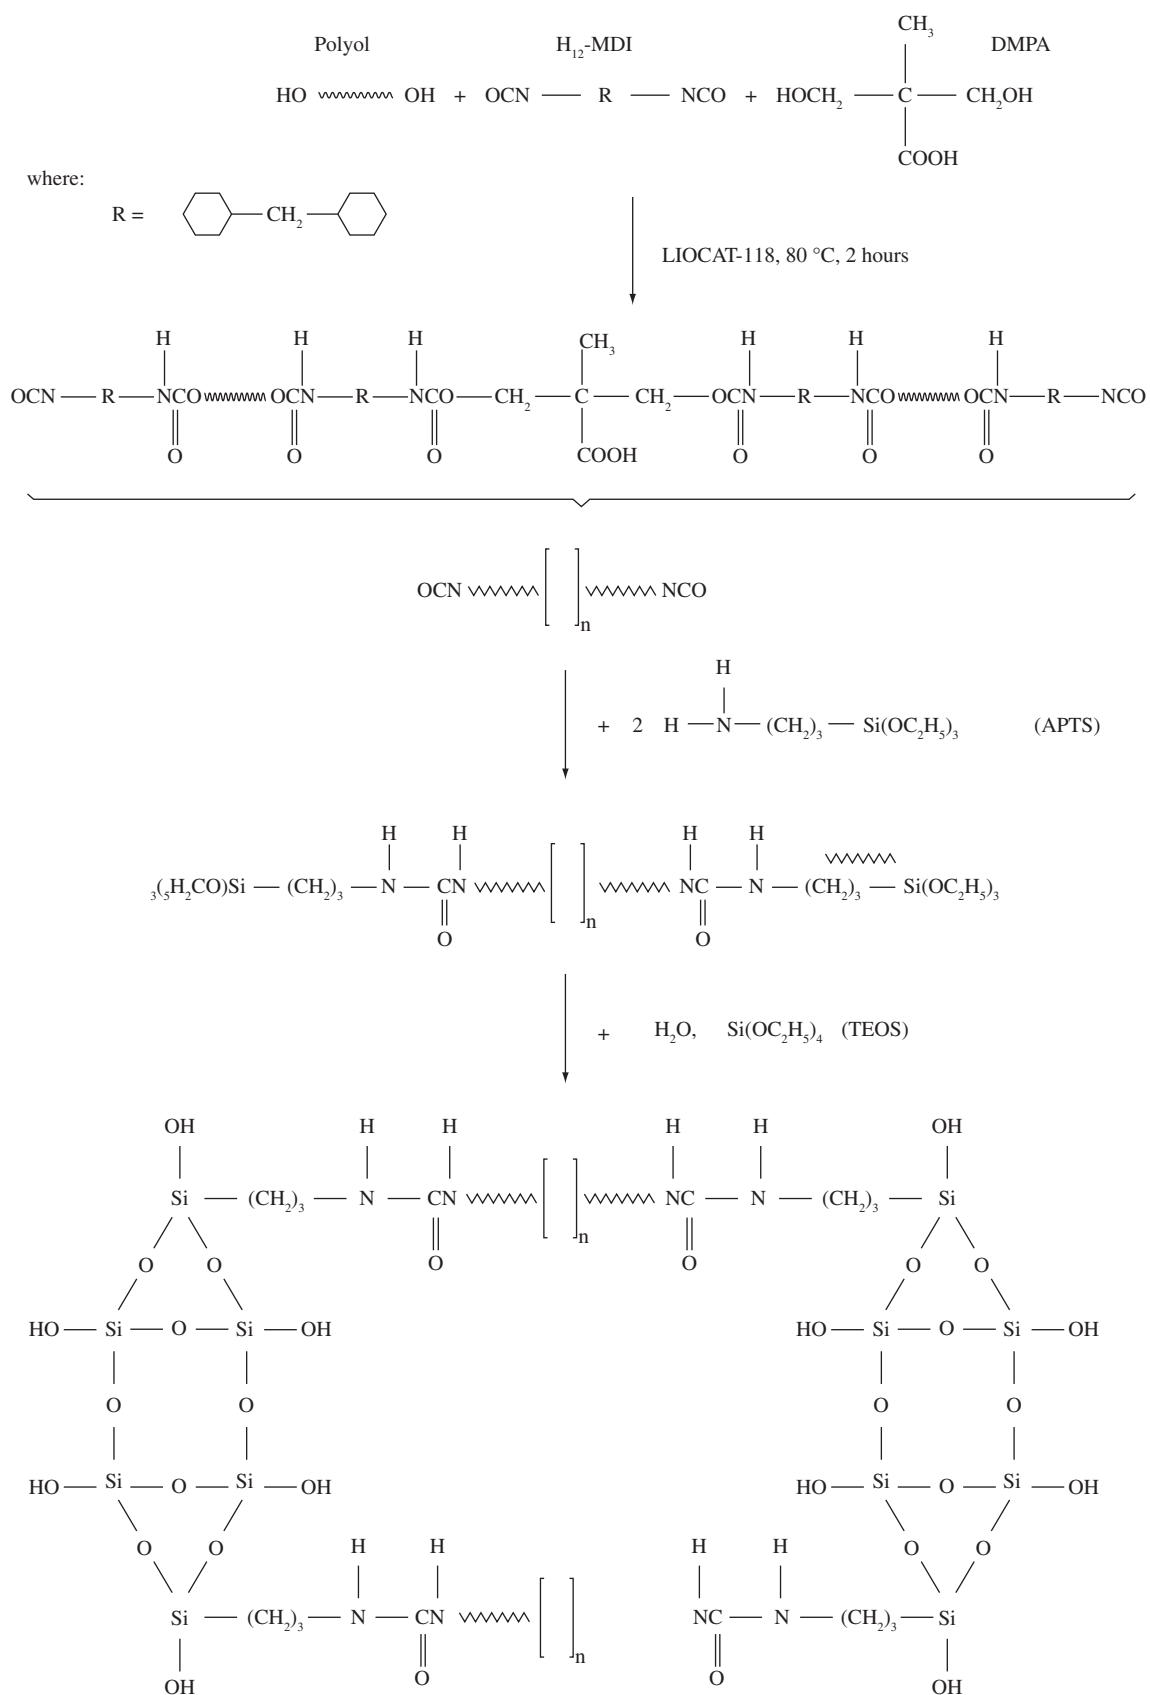 Polyol H₁₂-MDI DMPA
CH₃
HO OH + OCN R NCO + HOCH₂ C CH₂OH
COOH
where:
R = CH₂
LIOCAT-118, 80 °C, 2 hours
H H H CH₃ H H H
OCN R NCO OCN R NCO CH₂ C CH₂ OCN R NCO OCN R NCO
O O O COOH O O O
OCN [ ]n NCO
H
+ 2 H N (CH₂)₃ Si(OC₂H₅)₃ (APTS)
H H H H
₃(₅H₂CO)Si (CH₂)₃ N CN [ ]n NC N (CH₂)₃ Si(OC₂H₅)₃
O O
+ H₂O, Si(OC₂H₅)₄ (TEOS)
OH H H H H OH
Si (CH₂)₃ N CN [ ]n NC N (CH₂)₃ Si
O O
O O O O
HO Si O Si OH HO Si O Si OH
O O O O
HO Si O Si OH HO Si O Si OH
O O H H H H O O
Si (CH₂)₃ N CN [ ]n NC N (CH₂)₃ Si
O O
OH OH